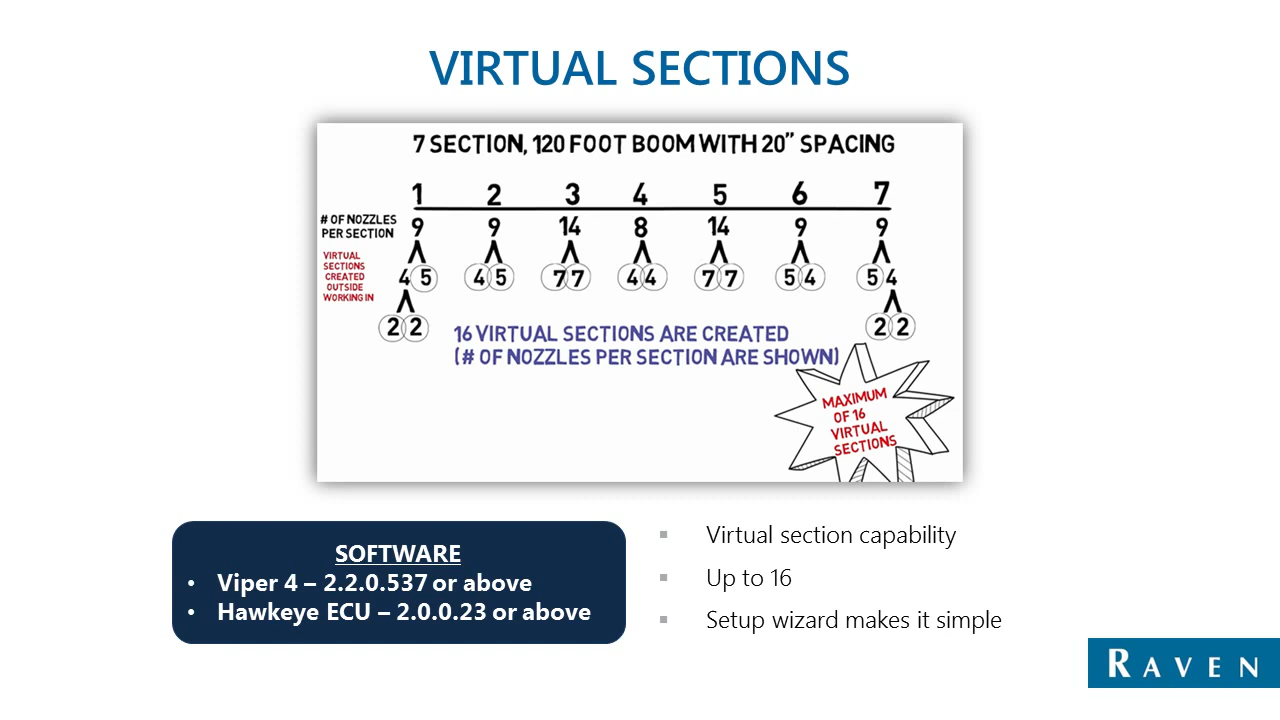 VIRTUAL SECTIONS
7 SECTION, 120 FOOT BOOM WITH 20" SPACING
1 2 3 4 5 6 7
# OF NOZZLES
PER SECTION
9 9 14 8 14 9 9
VIRTUAL
SECTIONS
CREATED
OUTSIDE
WORKING IN
4 5 4 5 7 7 4 4 7 7 5 4 5 4
2 2 2 2
16 VIRTUAL SECTIONS ARE CREATED
(# OF NOZZLES PER SECTION ARE SHOWN)
MAXIMUM
OF 16
VIRTUAL
SECTIONS
SOFTWARE
• Viper 4 – 2.2.0.537 or above
• Hawkeye ECU – 2.0.0.23 or above
▪ Virtual section capability
▪ Up to 16
▪ Setup wizard makes it simple
RAVEN